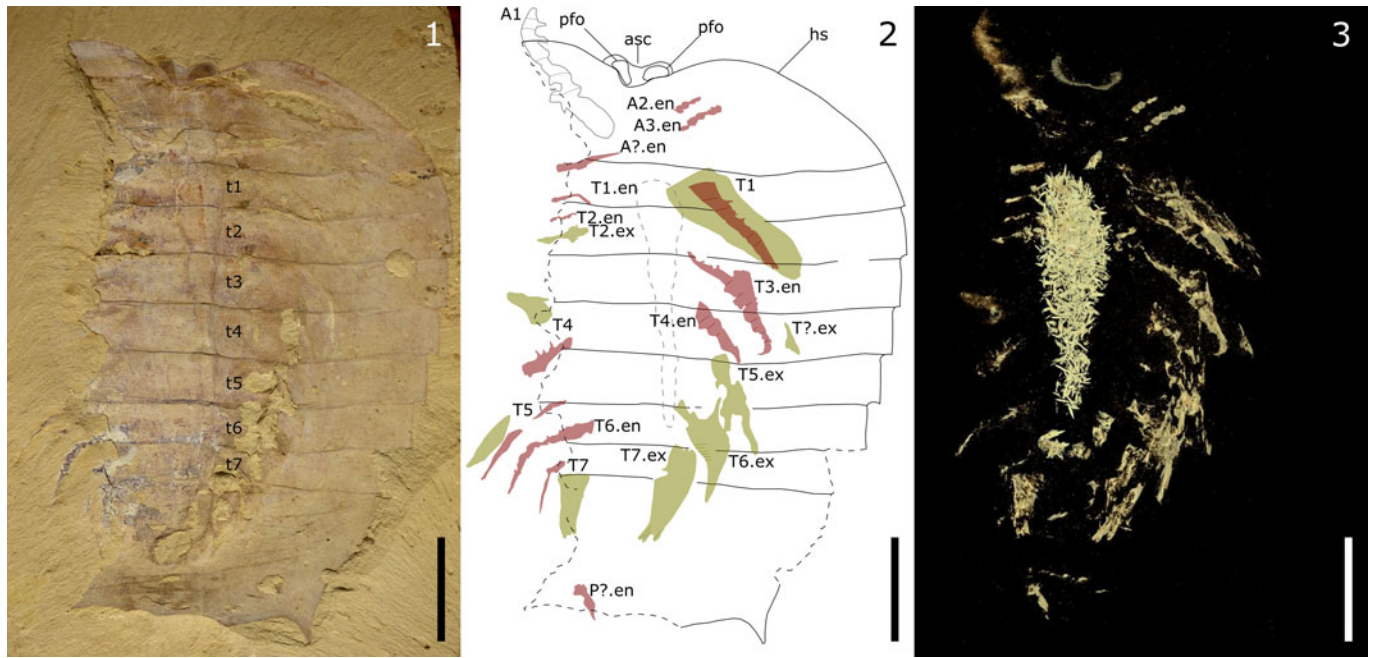 1
t1
t2
t3
t4
t5
t6
t7
2
A1
pfo
asc
pfo
hs
A2.en
A3.en
A?.en
T1.en
T1
T2.en
T2.ex
T3.en
T4
T4.en
T?.ex
T5.ex
T5
T6.en
T7
T7.ex
T6.ex
P?.en
3